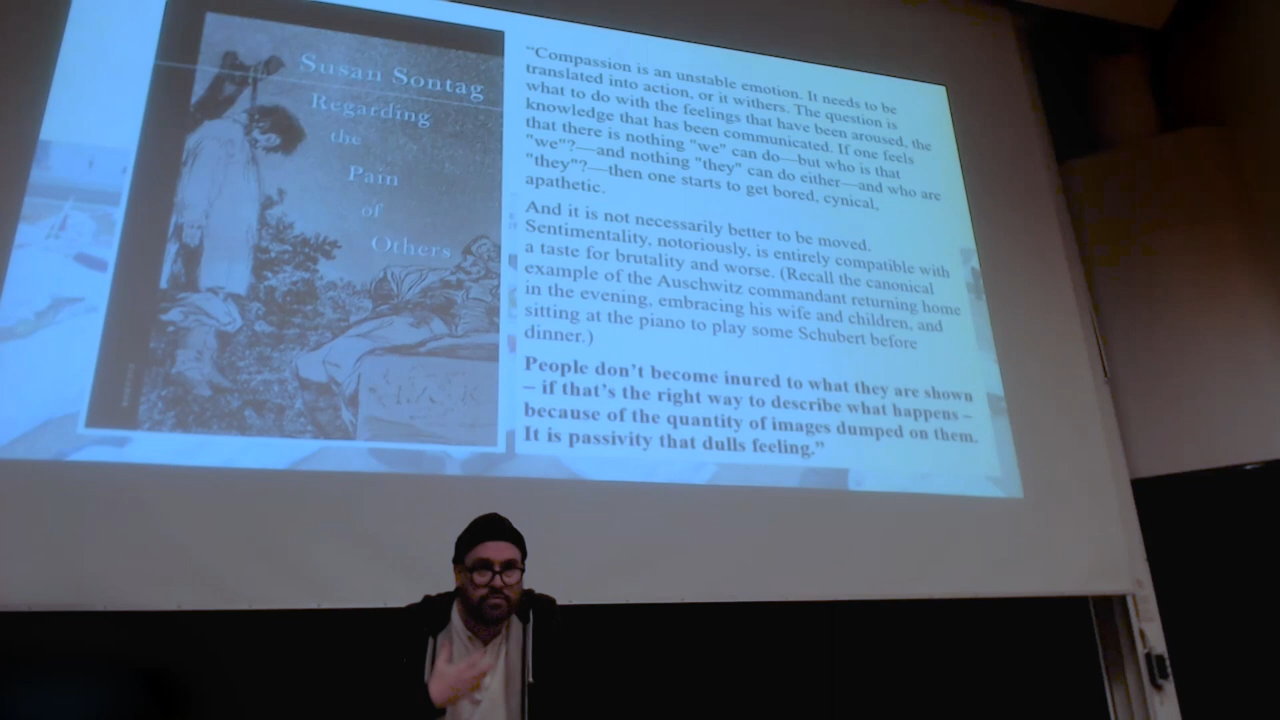 Susan Sontag
Regarding
the
Pain
of
Others
“Compassion is an unstable emotion. It needs to be
translated into action, or it withers. The question is
what to do with the feelings that have been aroused, the
knowledge that has been communicated. If one feels
that there is nothing "we" can do—but who is that
"we"?—and nothing "they" can do either—and who are
"they"?—then one starts to get bored, cynical,
apathetic.
And it is not necessarily better to be moved.
Sentimentality, notoriously, is entirely compatible with
a taste for brutality and worse. (Recall the canonical
example of the Auschwitz commandant returning home
in the evening, embracing his wife and children, and
sitting at the piano to play some Schubert before
dinner.)
People don’t become inured to what they are shown
– if that’s the right way to describe what happens –
because of the quantity of images dumped on them.
It is passivity that dulls feeling.”